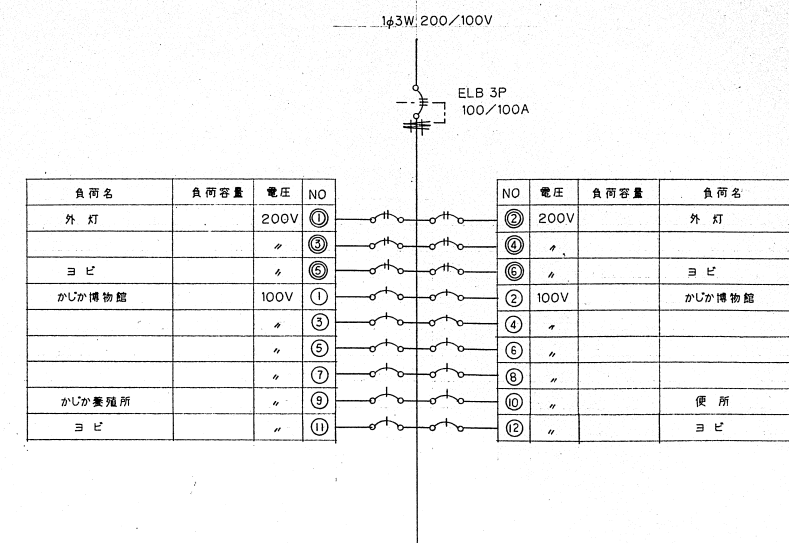 1φ3W 200/100V
ELB 3P
100/100A
負荷名 負荷容量 電圧 NO
外灯 200V ①
〃 ③
ヨビ 〃 ⑤
かじか博物館 100V ①
〃 ③
〃 ⑤
〃 ⑦
かじか養殖所 〃 ⑨
ヨビ 〃 ⑪
NO 電圧 負荷容量 負荷名
② 200V 外灯
④ 〃
⑥ 〃 ヨビ
② 100V かじか博物館
④ 〃
⑥ 〃
⑧ 〃
⑩ 〃 便所
⑫ 〃 ヨビ